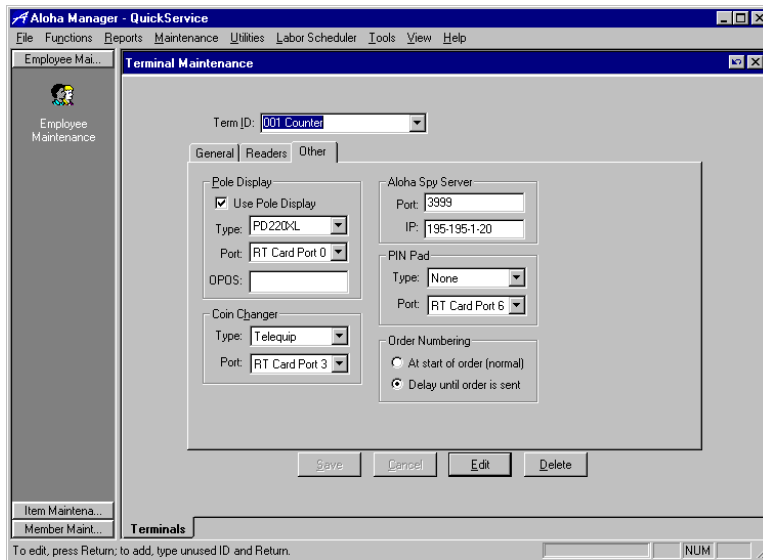 Aloha Manager - QuickService
File Functions Reports Maintenance Utilities Labor Scheduler Tools View Help
Employee Mai...
Terminal Maintenance
Employee
Maintenance
Term ID: 001 Counter
General Readers Other
Pole Display
Use Pole Display
Type: PD220XL
Port: RT Card Port 0
OPOS:
Coin Changer
Type: Telequip
Port: RT Card Port 3
Aloha Spy Server
Port: 3999
IP: 195-195-1-20
PIN Pad
Type: None
Port: RT Card Port 6
Order Numbering
At start of order (normal)
Delay until order is sent
Save Cancel Edit Delete
Item Maintena...
Member Maint...
Terminals
To edit, press Return; to add, type unused ID and Return.
NUM